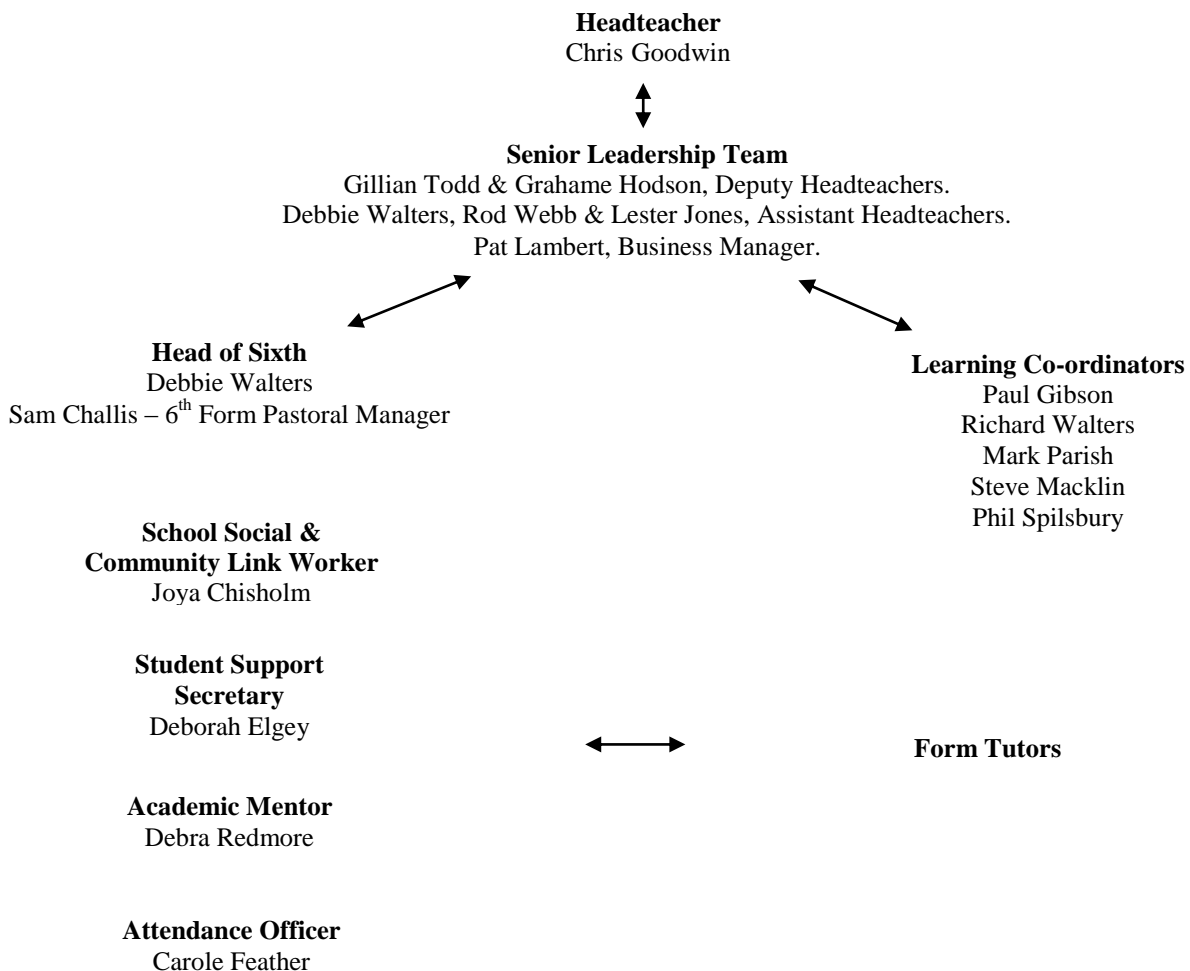 Headteacher
Chris Goodwin
Senior Leadership Team
Gillian Todd & Grahame Hodson, Deputy Headteachers.
Debbie Walters, Rod Webb & Lester Jones, Assistant Headteachers.
Pat Lambert, Business Manager.
Head of Sixth
Debbie Walters
Sam Challis – 6th Form Pastoral Manager
Learning Co-ordinators
Paul Gibson
Richard Walters
Mark Parish
Steve Macklin
Phil Spilsbury
School Social &
Community Link Worker
Joya Chisholm
Student Support
Secretary
Deborah Elgey
Form Tutors
Academic Mentor
Debra Redmore
Attendance Officer
Carole Feather